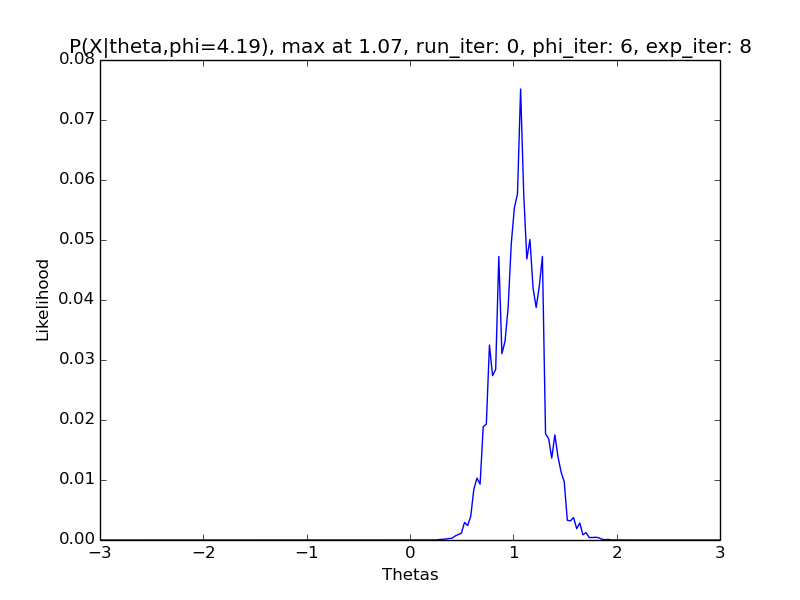 P(X|theta,phi=4.19), max at 1.07, run_iter: 0, phi_iter: 6, exp_iter: 8
0.08
0.07
0.06
0.05
0.04
0.03
0.02
0.01
0.00
Likelihood
−3 −2 −1 0 1 2 3
Thetas